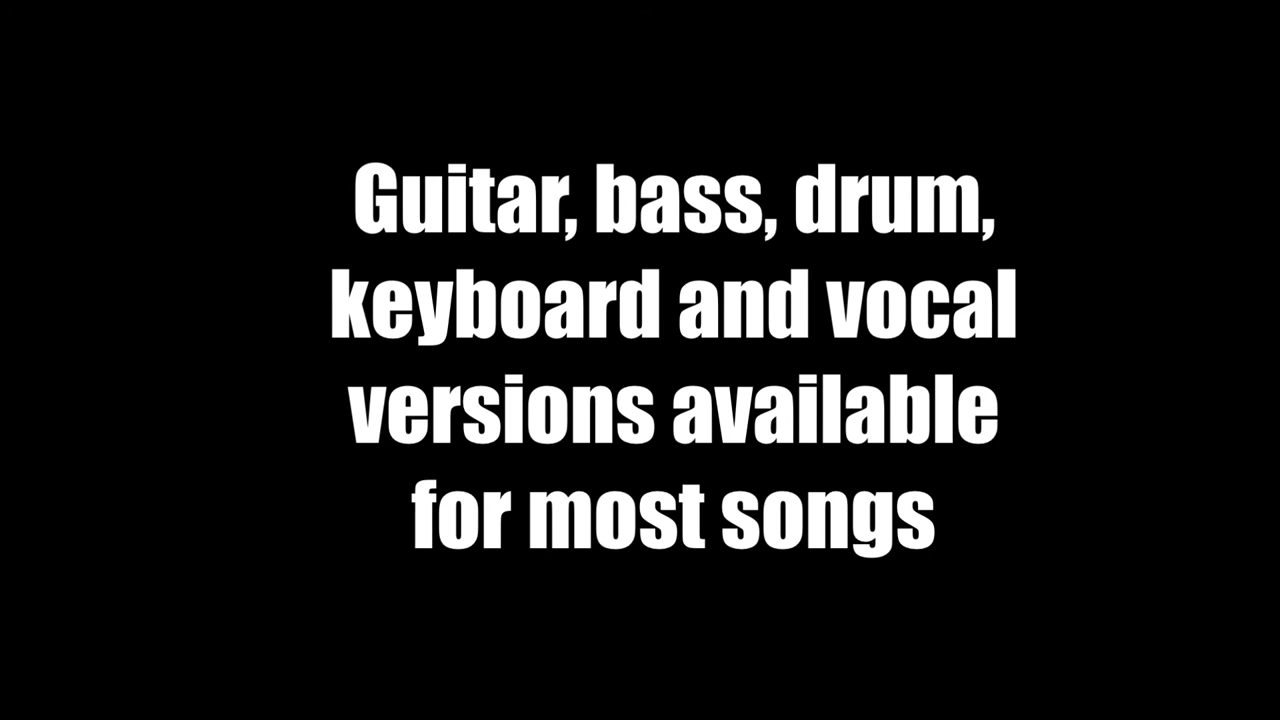 Guitar, bass, drum,
keyboard and vocal
versions available
for most songs